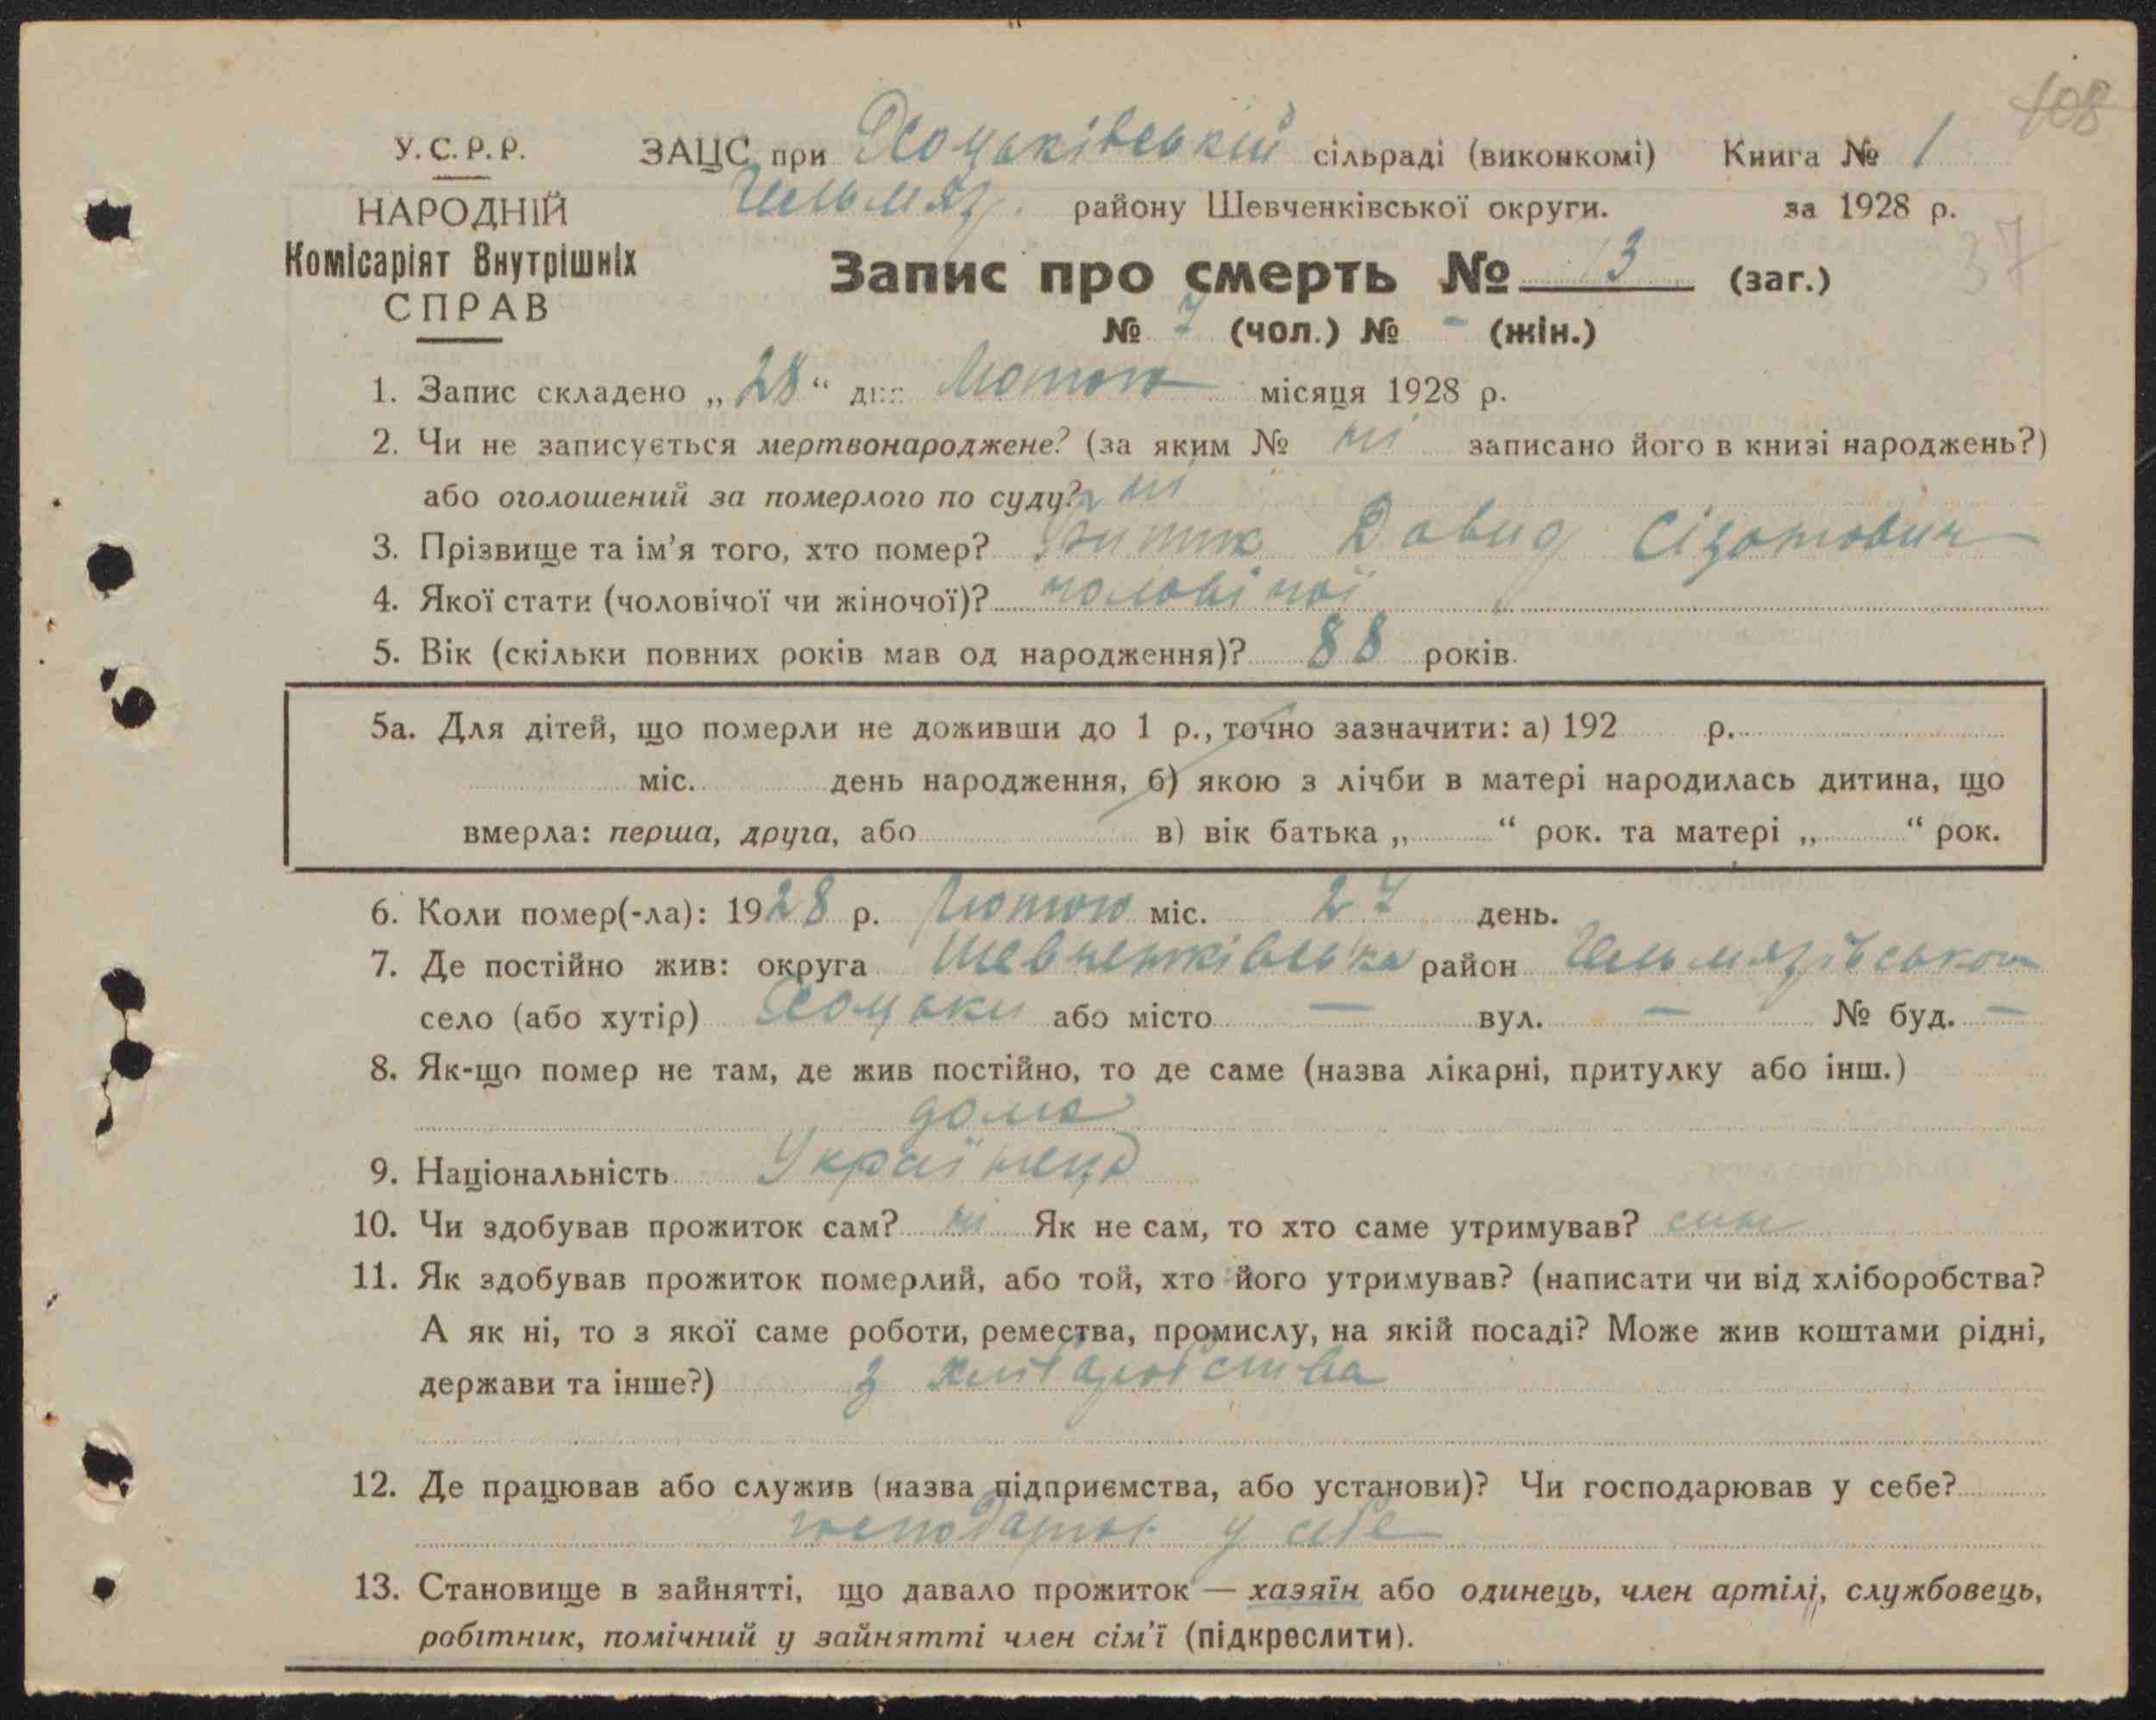 108
У.С.Р.Р. ЗАЦС при Хоцьківській сільраді (виконкомі) Книга № 1
НАРОДНІЙ Гельмяз. району Шевченківської округи. за 1928 р.
37
Комісаріят Внутрішніх
СПРАВ
Запис про смерть № 13 (заг.)
№ 7 (чол.) № - (жін.)
1. Запис складено „28“ дня Лютого місяця 1928 р.
2. Чи не записується мертвонароджене? (за яким № ні записано його в книзі народжень?)
або оголошений за померлого по суду? ні
3. Прізвище та ім’я того, хто помер? Давид
4. Якої стати (чоловічої чи жіночої)? чоловічої
5. Вік (скільки повних років мав од народження)? 88 років.
5а. Для дітей, що померли не доживши до 1 р., точно зазначити: а) 192 р.
міс. день народження, б) якою з лічби в матері народилась дитина, що
вмерла: перша, друга, або в) вік батька „ “ рок. та матері „ “ рок.
6. Коли помер(-ла): 1928 р. Лютого міс. 27 день.
7. Де постійно жив: округа Шевченківська район Гельмязівського
село (або хутір) Хоцьки або місто — вул. — № буд. —
8. Як-що помер не там, де жив постійно, то де саме (назва лікарні, притулку або інш.)
дома
9. Національність Українець
10. Чи здобував прожиток сам? ні Як не сам, то хто саме утримував? син
11. Як здобував прожиток померлий, або той, хто його утримував? (написати чи від хліборобства?
А як ні, то з якої саме роботи, ремества, промислу, на якій посаді? Може жив коштами рідні,
держави та інше?) з хліборобства
12. Де працював або служив (назва підприємства, або установи)? Чи господарював у себе?
у себе
13. Становище в зайнятті, що давало прожиток — хазяїн або одинець, член артілі, службовець,
робітник, помічний у зайнятті член сім’ї (підкреслити).